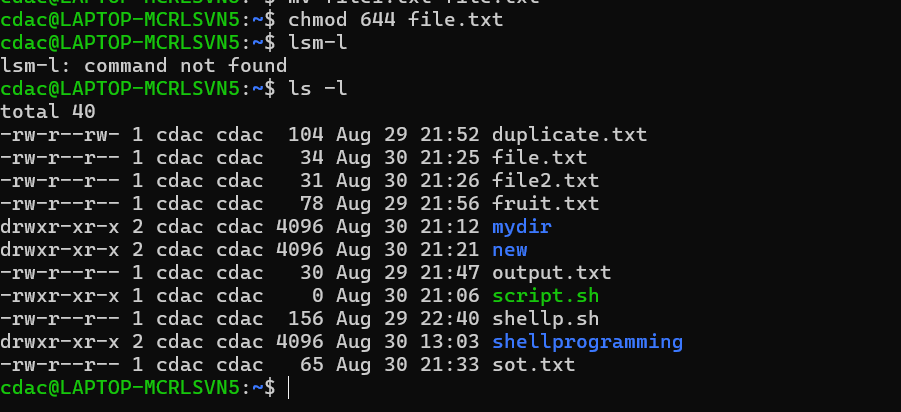 cdac@LAPTOP-MCRLSVN5:~$ chmod 644 file.txt
cdac@LAPTOP-MCRLSVN5:~$ lsm-l
lsm-l: command not found
cdac@LAPTOP-MCRLSVN5:~$ ls -l
total 40
-rw-r--rw- 1 cdac cdac  104 Aug 29 21:52 duplicate.txt
-rw-r--r-- 1 cdac cdac   34 Aug 30 21:25 file.txt
-rw-r--r-- 1 cdac cdac   31 Aug 30 21:26 file2.txt
-rw-r--r-- 1 cdac cdac   78 Aug 29 21:56 fruit.txt
drwxr-xr-x 2 cdac cdac 4096 Aug 30 21:12 mydir
drwxr-xr-x 2 cdac cdac 4096 Aug 30 21:21 new
-rw-r--r-- 1 cdac cdac   30 Aug 29 21:47 output.txt
-rwxr-xr-x 1 cdac cdac    0 Aug 30 21:06 script.sh
-rw-r--r-- 1 cdac cdac  156 Aug 29 22:40 shellp.sh
drwxr-xr-x 2 cdac cdac 4096 Aug 30 13:03 shellprogramming
-rw-r--r-- 1 cdac cdac   65 Aug 30 21:33 sot.txt
cdac@LAPTOP-MCRLSVN5:~$